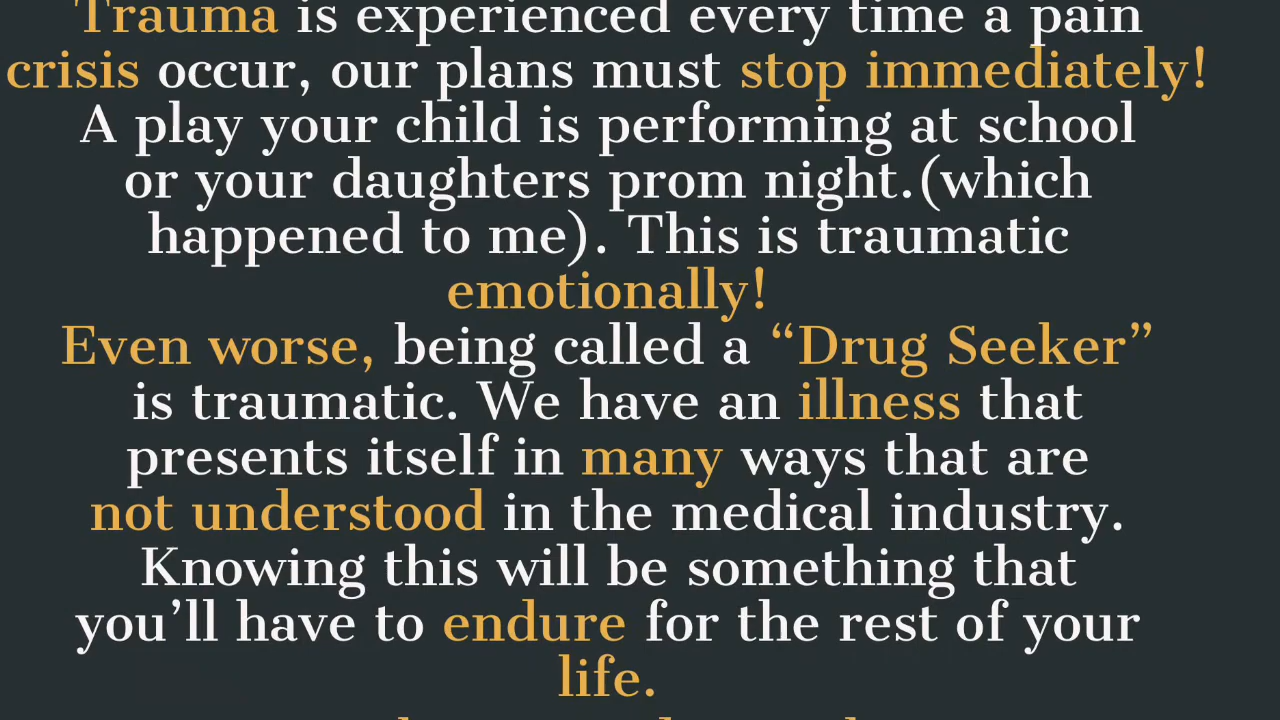 Trauma is experienced every time a pain
crisis occur, our plans must stop immediately!
A play your child is performing at school
or your daughters prom night.(which
happened to me). This is traumatic
emotionally!
Even worse, being called a “Drug Seeker”
is traumatic. We have an illness that
presents itself in many ways that are
not understood in the medical industry.
Knowing this will be something that
you’ll have to endure for the rest of your
life.